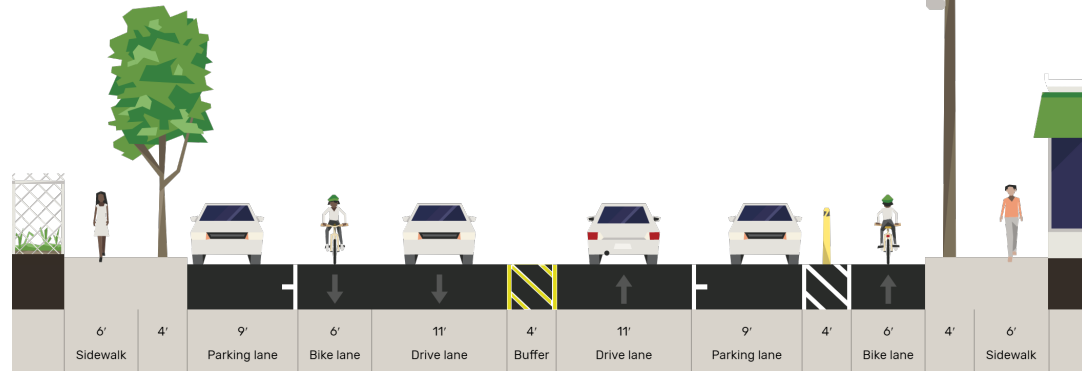 6′ 4′ 9′ 6′ 11′ 4′ 11′ 9′ 4′ 6′ 4′ 6′
Sidewalk Parking lane Bike lane Drive lane Buffer Drive lane Parking lane Bike lane Sidewalk